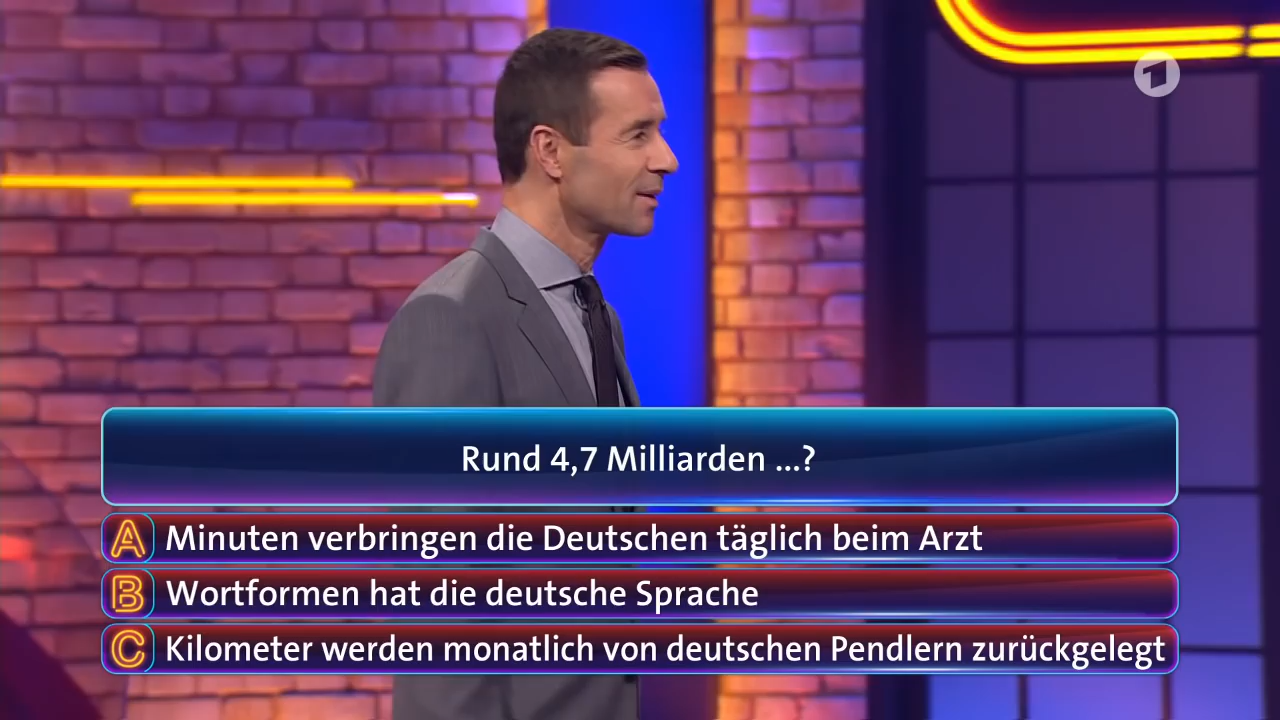 1
Rund 4,7 Milliarden ...?
A Minuten verbringen die Deutschen täglich beim Arzt
B Wortformen hat die deutsche Sprache
C Kilometer werden monatlich von deutschen Pendlern zurückgelegt